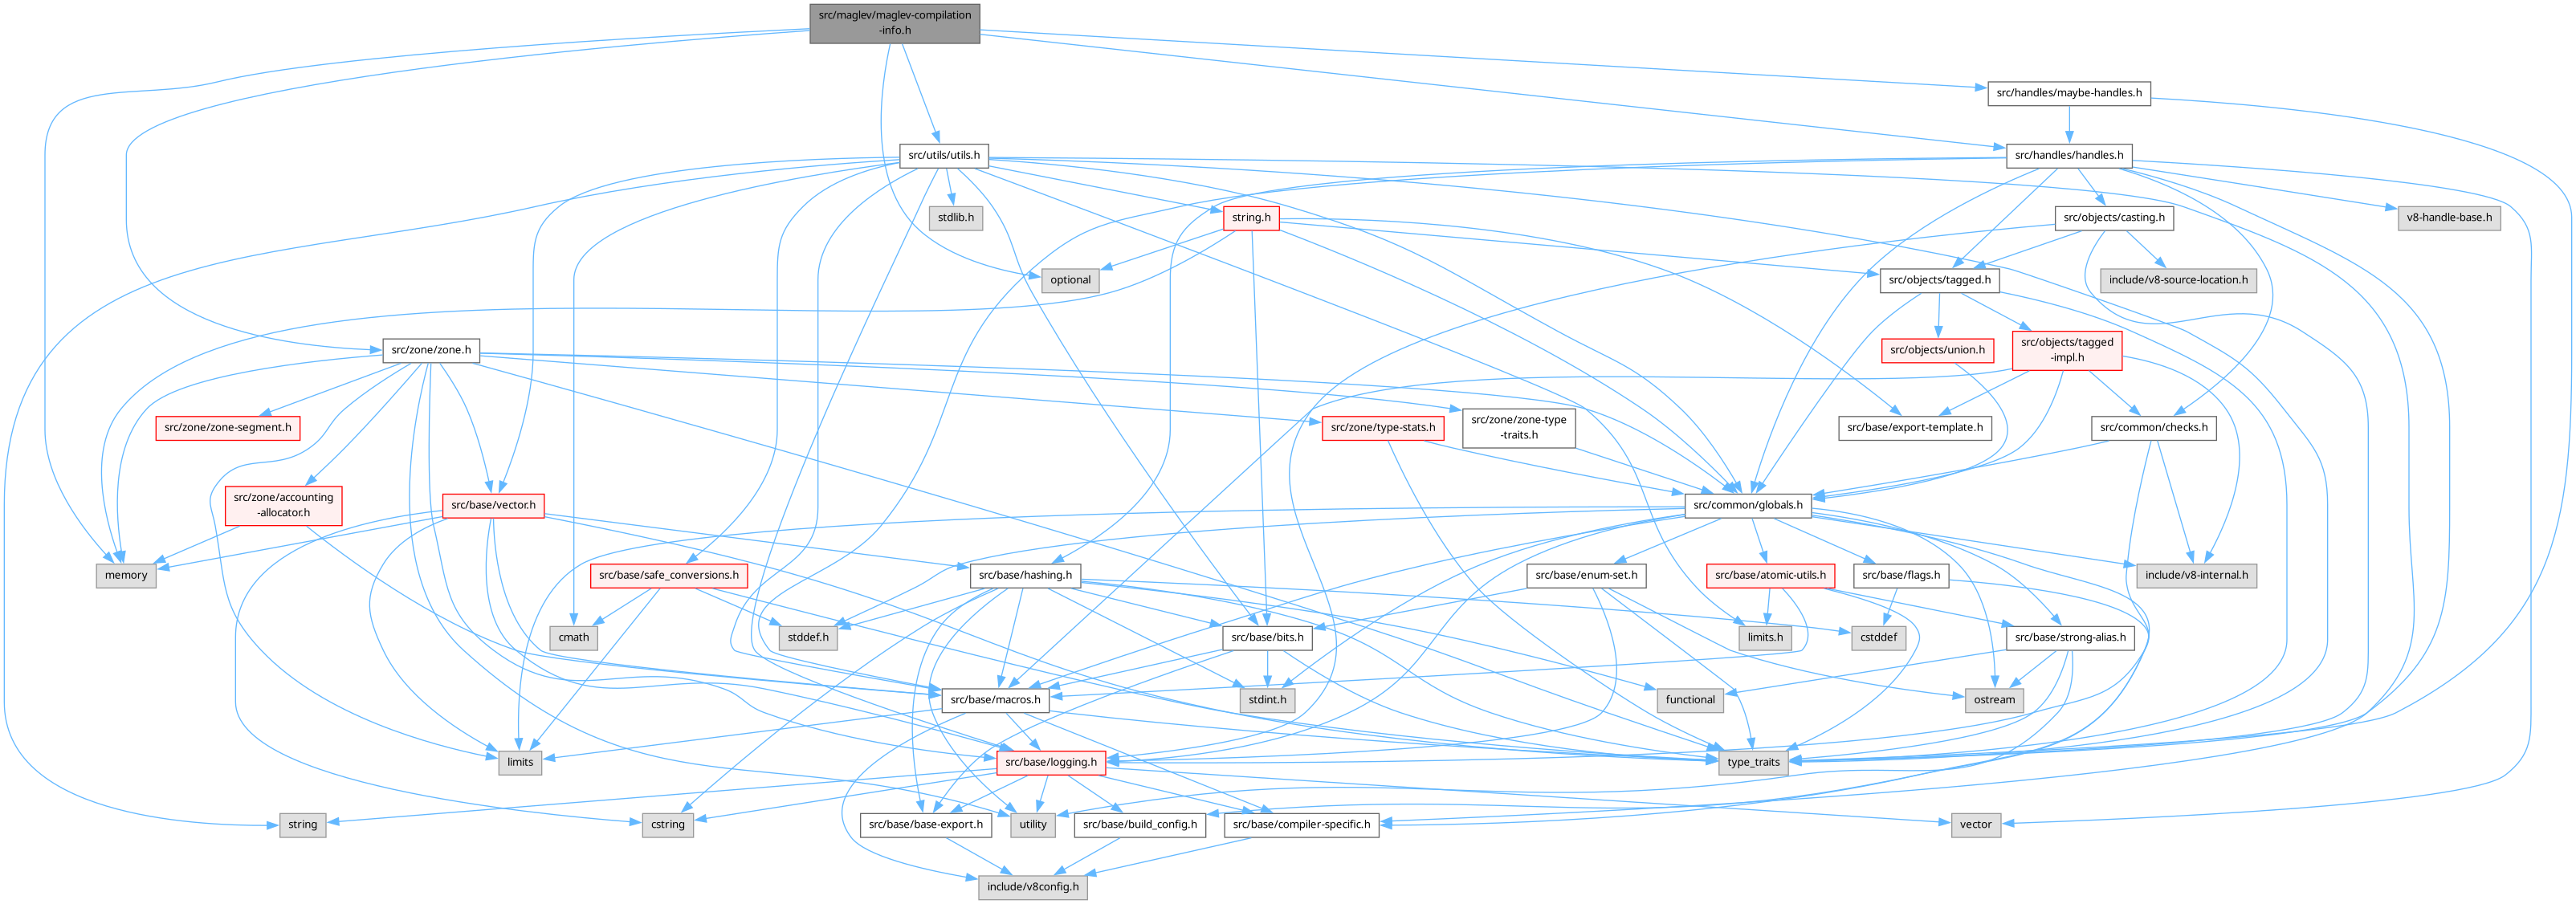 src/maglev/maglev-compilation
-info.h
src/handles/maybe-handles.h
src/utils/utils.h
src/handles/handles.h
stdlib.h
string.h
src/objects/casting.h
v8-handle-base.h
optional
src/objects/tagged.h
include/v8-source-location.h
src/zone/zone.h
src/objects/union.h
src/objects/tagged
-impl.h
src/zone/zone-segment.h
src/zone/type-stats.h
src/zone/zone-type
-traits.h
src/base/export-template.h
src/common/checks.h
src/zone/accounting
-allocator.h
src/base/vector.h
src/common/globals.h
memory
src/base/safe_conversions.h
src/base/hashing.h
src/base/enum-set.h
src/base/atomic-utils.h
src/base/flags.h
include/v8-internal.h
cmath
stddef.h
src/base/bits.h
limits.h
cstddef
src/base/strong-alias.h
src/base/macros.h
stdint.h
functional
ostream
limits
src/base/logging.h
type_traits
string
cstring
src/base/base-export.h
utility
src/base/build_config.h
src/base/compiler-specific.h
vector
include/v8config.h